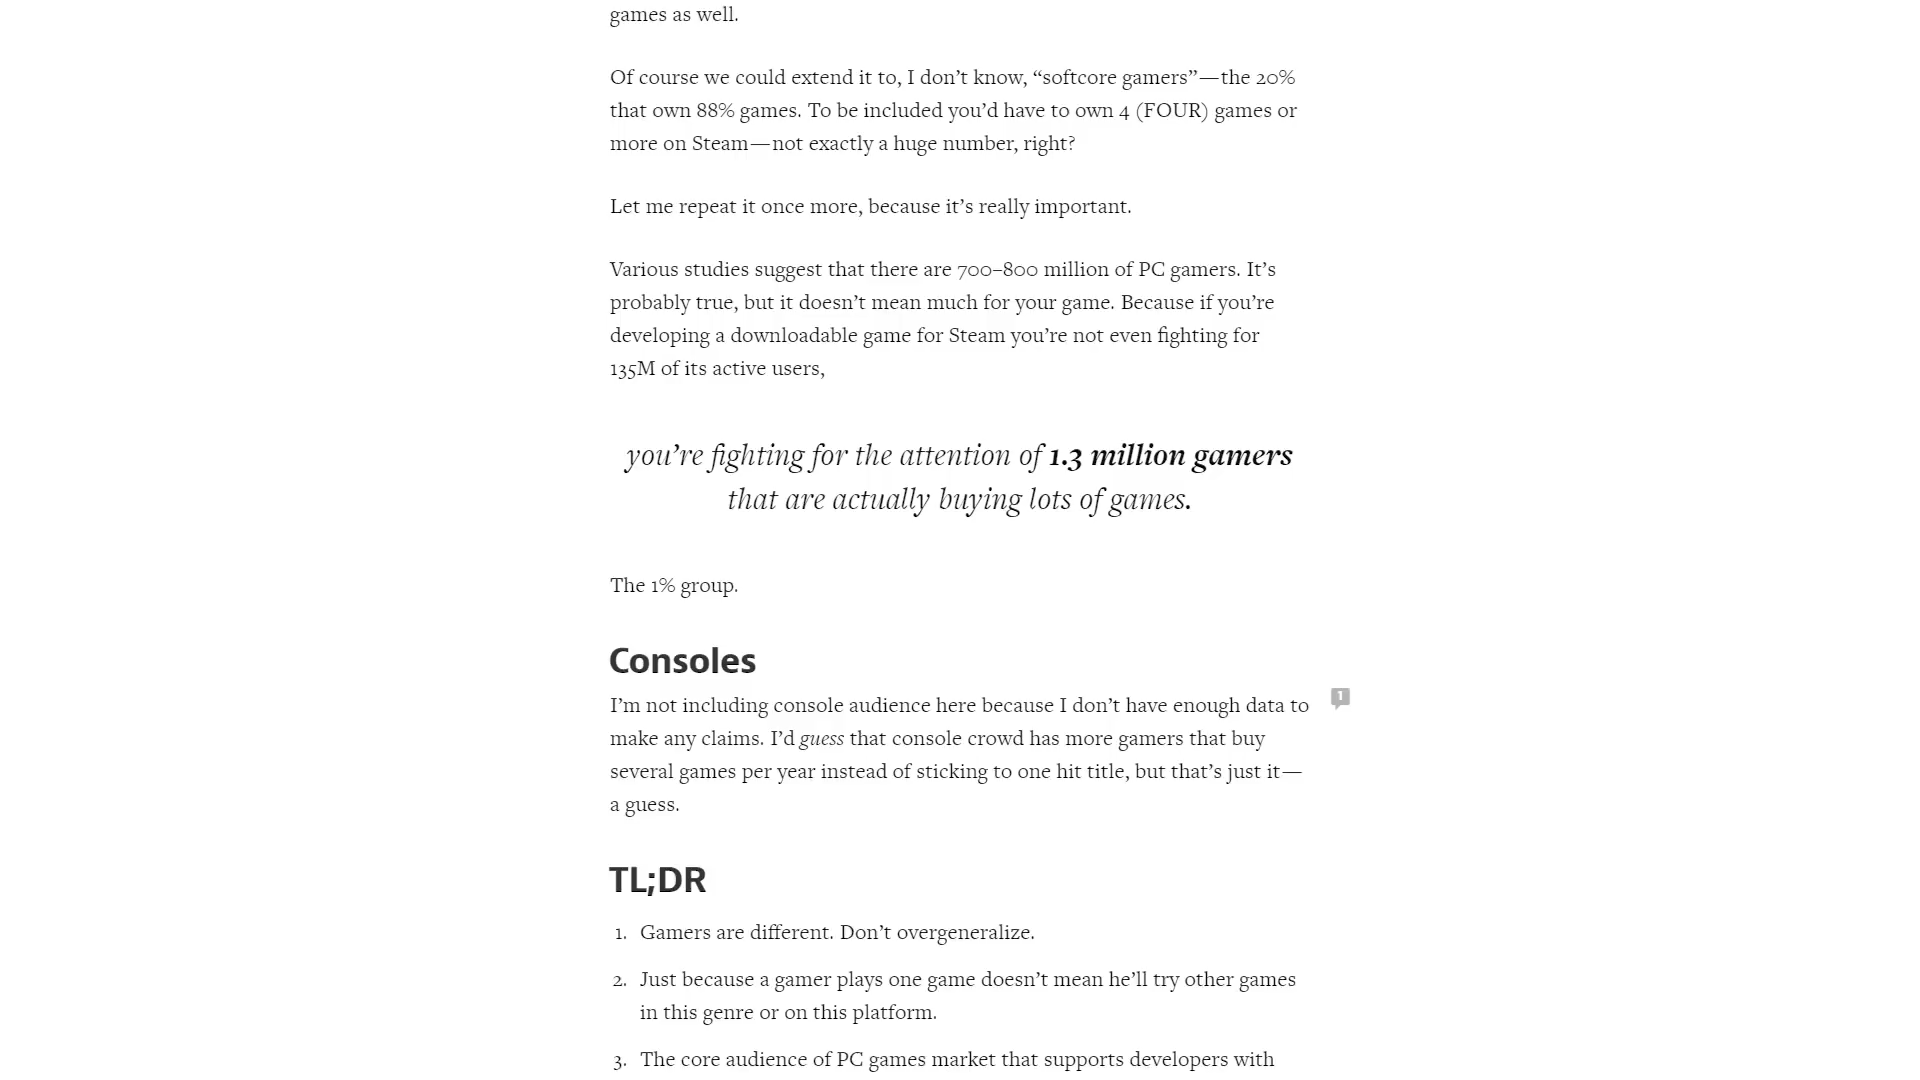 games as well.
Of course we could extend it to, I don’t know, “softcore gamers” — the 20%
that own 88% games. To be included you’d have to own 4 (FOUR) games or
more on Steam — not exactly a huge number, right?
Let me repeat it once more, because it’s really important.
Various studies suggest that there are 700–800 million of PC gamers. It’s
probably true, but it doesn’t mean much for your game. Because if you’re
developing a downloadable game for Steam you’re not even fighting for
135M of its active users,
you’re fighting for the attention of 1.3 million gamers
that are actually buying lots of games.
The 1% group.
Consoles
I’m not including console audience here because I don’t have enough data to
1
make any claims. I’d guess that console crowd has more gamers that buy
several games per year instead of sticking to one hit title, but that’s just it —
a guess.
TL;DR
1. Gamers are different. Don’t overgeneralize.
2. Just because a gamer plays one game doesn’t mean he’ll try other games
in this genre or on this platform.
3. The core audience of PC games market that supports developers with